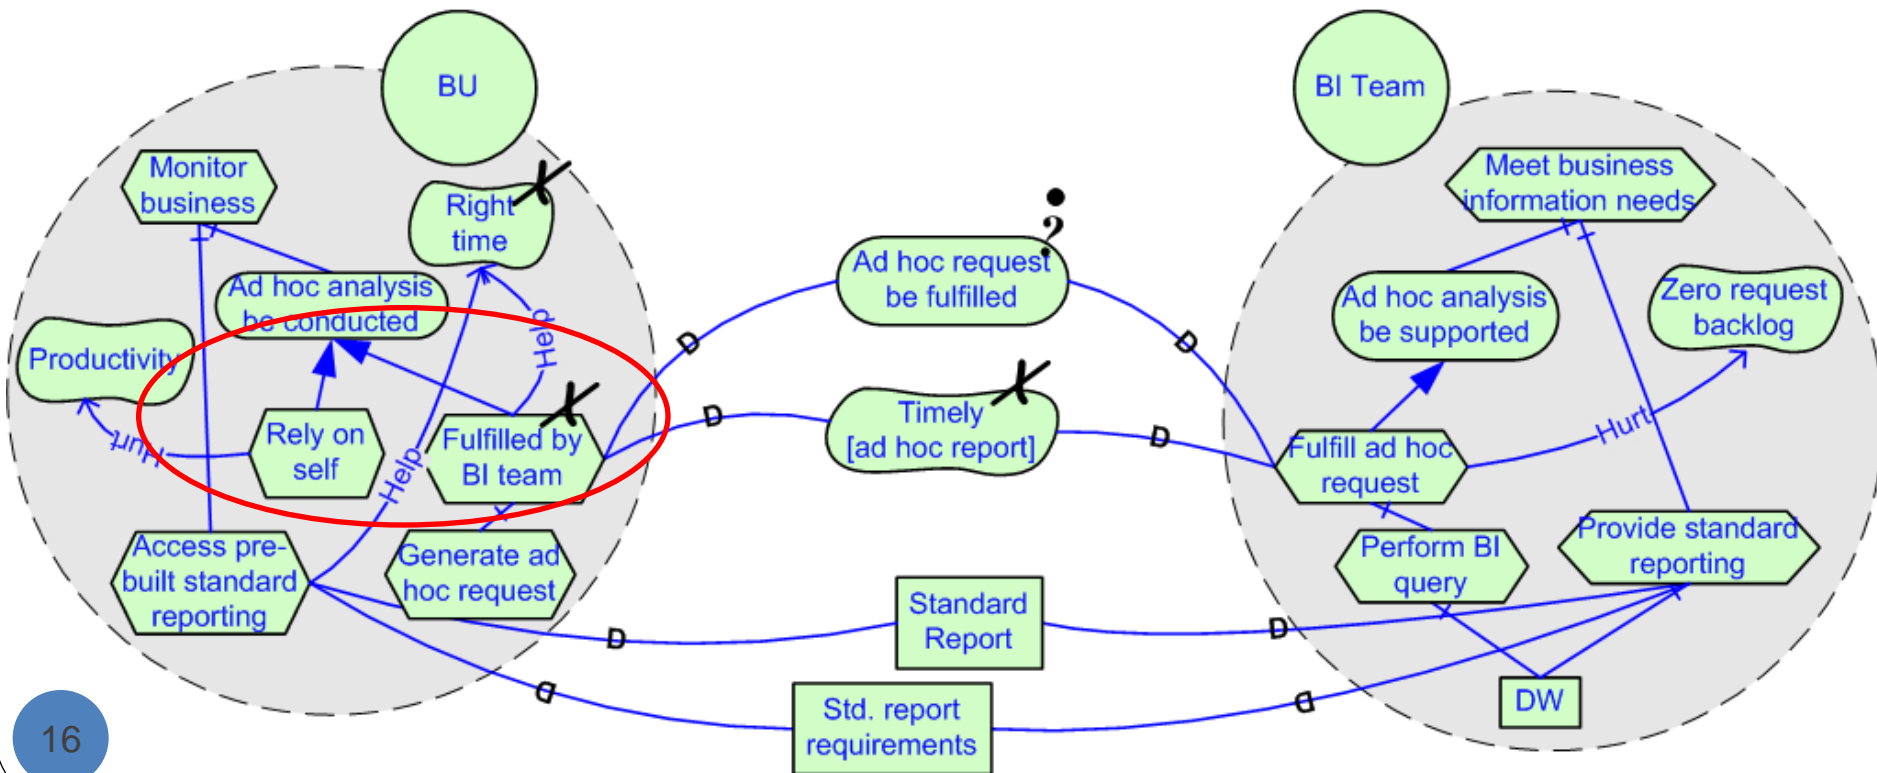 BU
BI Team
Monitor
business
Right
time
Ad hoc analysis
be conducted
Productivity
Help
Rely on
self
Fulfilled by
BI team
Hurt
Help
Access pre-
built standard
reporting
Generate ad
hoc request
?
Ad hoc request
be fulfilled
D
D
Timely
[ad hoc report]
D
D
Standard
Report
D
D
Std. report
requirements
D
D
Meet business
information needs
Ad hoc analysis
be supported
Zero request
backlog
Hurt
Fulfill ad hoc
request
Perform BI
query
Provide standard
reporting
DW
16